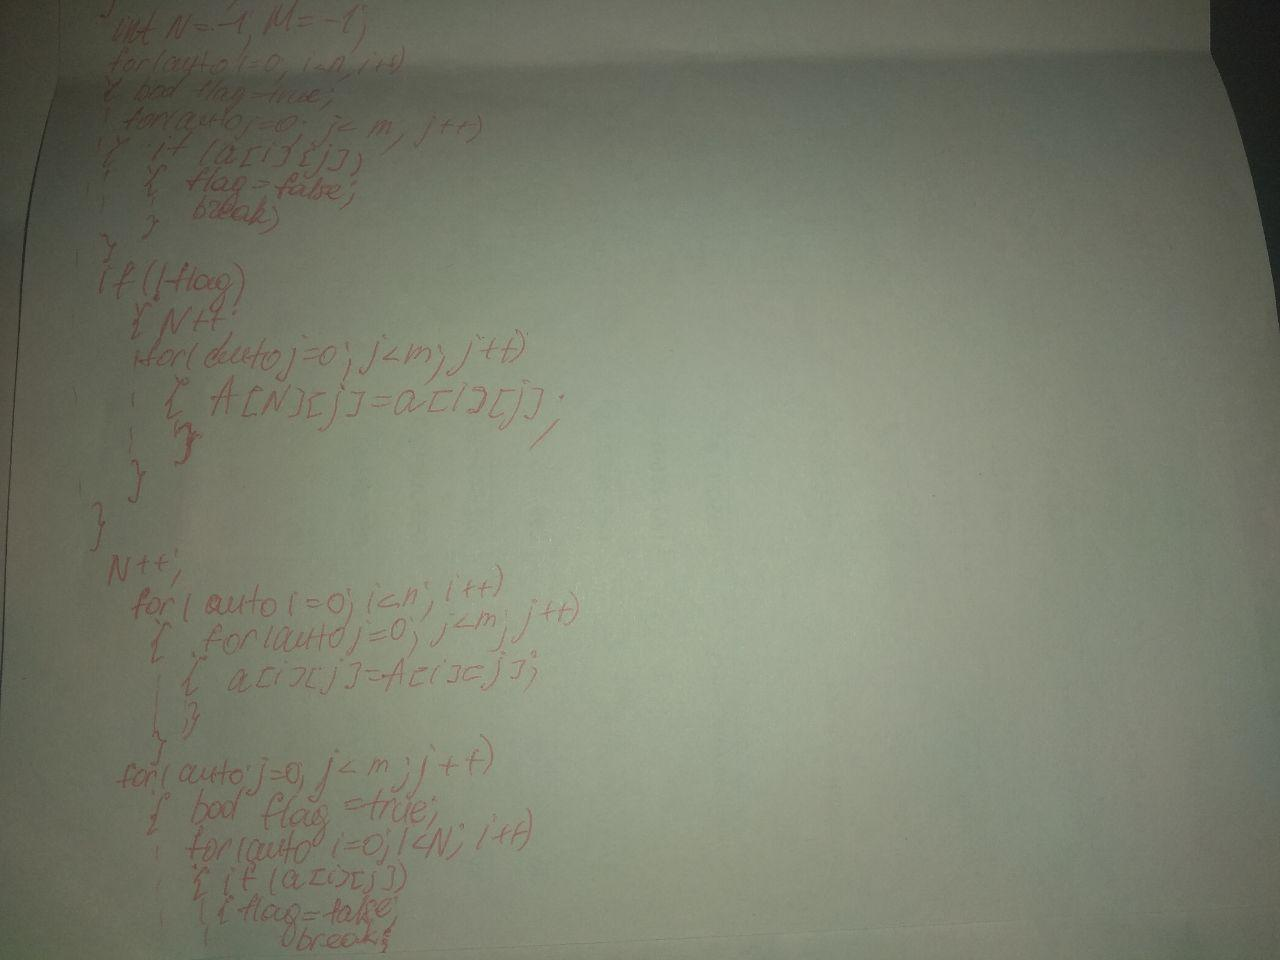 }
int N=-1, M=-1;
for(auto i=0; i<n, i++)
{ bool flag=true;
for(auto j=0; j< m, j++)
{ if (a[i][j])
{ flag=false;
} break;
}
if(!flag)
{ N++;
for(auto j=0; j<m; j++)
{ A[N][j]=a[i][j];
}
}
}
N++;
for( auto i=0; i<n; i++)
{ for(auto j=0; j<m; j++)
{ a[i][j]=A[i][j];
}
}
for(auto j=0; j<m; j++)
{ bool flag=true;
for(auto i=0; i<N; i++)
{ if (a[i][j])
{ flag=false;
break;